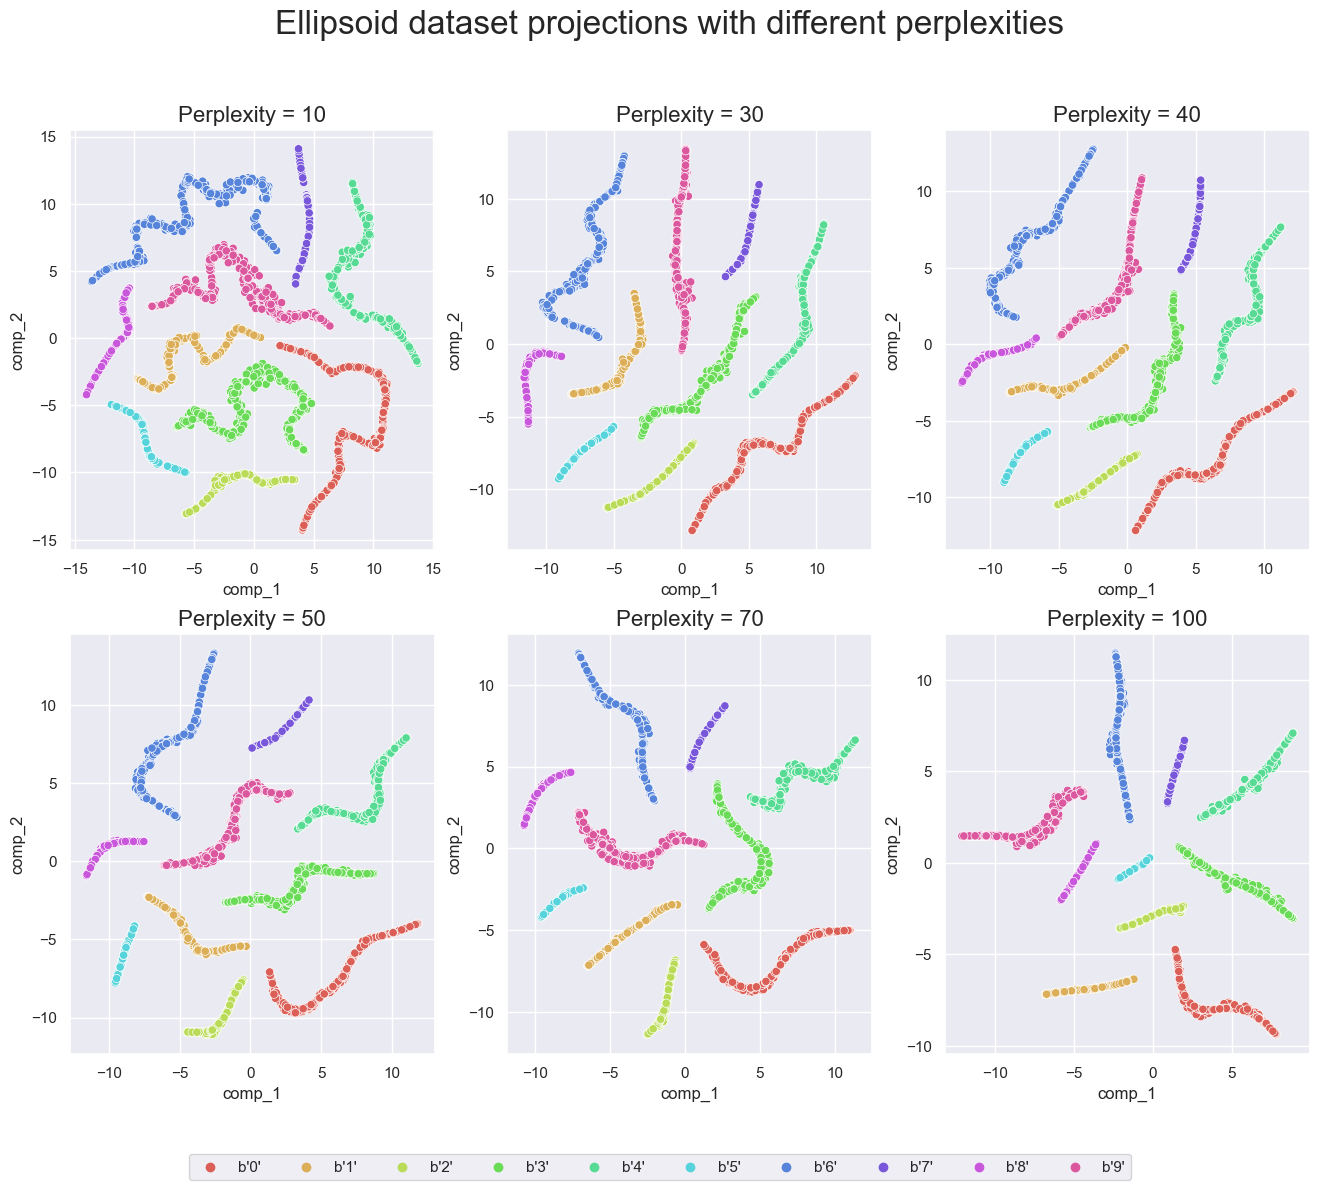 Ellipsoid dataset projections with different perplexities
Perplexity = 10
Perplexity = 30
Perplexity = 40
15
10
5
0
−5
−10
−15
comp_2
−15 −10 −5 0 5 10 15
comp_1
10
5
0
−5
−10
comp_2
−10 −5 0 5 10
comp_1
10
5
0
−5
−10
comp_2
−10 −5 0 5 10
comp_1
Perplexity = 50
Perplexity = 70
Perplexity = 100
10
5
0
−5
−10
comp_2
−10 −5 0 5 10
comp_1
10
5
0
−5
−10
comp_2
−10 −5 0 5 10
comp_1
10
5
0
−5
−10
comp_2
−10 −5 0 5
comp_1
b'0' b'1' b'2' b'3' b'4' b'5' b'6' b'7' b'8' b'9'